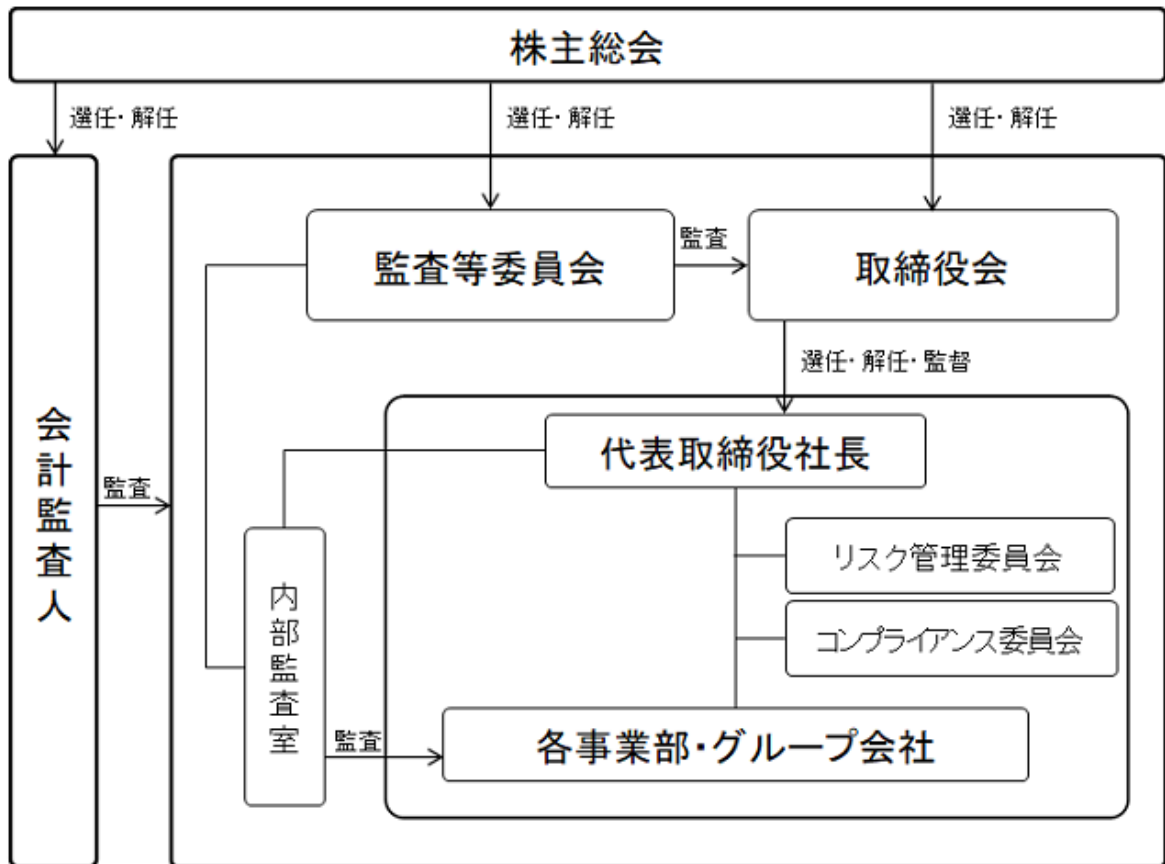 株主総会
選任・解任
選任・解任
選任・解任
監査等委員会
監査
取締役会
選任・解任・監督
会計監査人
監査
代表取締役社長
リスク管理委員会
コンプライアンス委員会
内部監査室
監査
各事業部・グループ会社